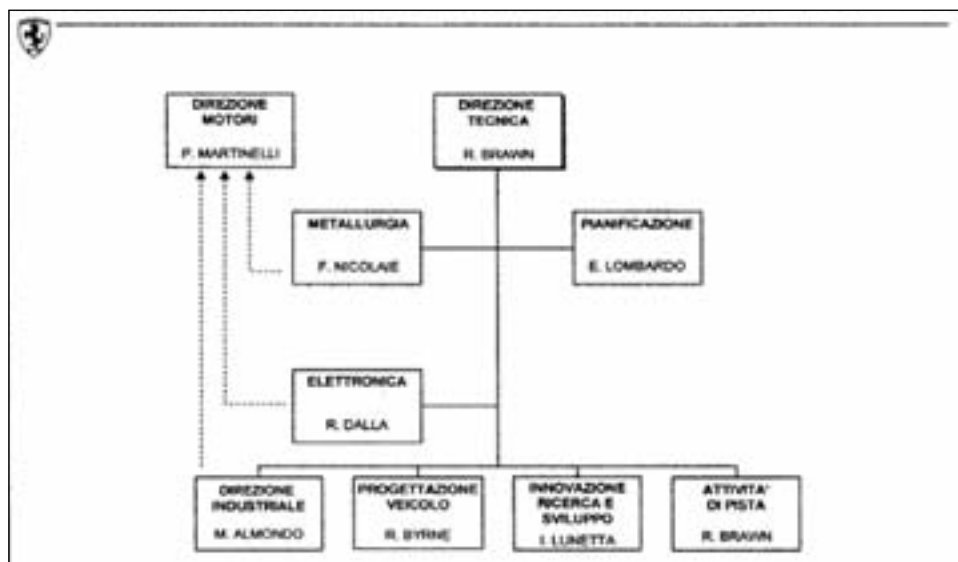 DIREZIONE
MOTORI
P. MARTINELLI
DIREZIONE
TECNICA
R. BRAWN
METALLURGIA
F. NICOLAIE
PIANIFICAZIONE
E. LOMBARDO
ELETTRONICA
R. DALLA
DIREZIONE
INDUSTRIALE
M. ALMONDO
PROGETTAZIONE
VEICOLO
R. BYRNE
INNOVAZIONE
RICERCA E
SVILUPPO
I. LUNETTA
ATTIVITA'
DI PISTA
R. BRAWN